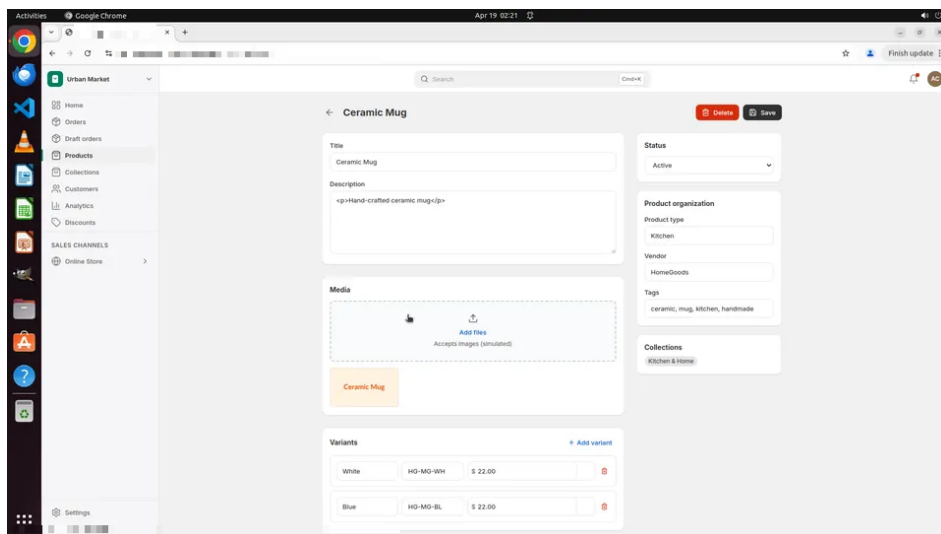 Activities
Google Chrome
Apr 19 02:21
Finish update
Urban Market
Search
Cmd+K
AC
Home
Orders
Draft orders
Products
Collections
Customers
Analytics
Discounts
SALES CHANNELS
Online Store
Settings
Ceramic Mug
Delete
Save
Title
Ceramic Mug
Description
<p>Hand-crafted ceramic mug</p>
Media
Add files
Accepts images (simulated)
Ceramic Mug
Variants
+ Add variant
White HG-MG-WH $ 22.00
Blue HG-MG-BL $ 22.00
Status
Active
Product organization
Product type
Kitchen
Vendor
HomeGoods
Tags
ceramic, mug, kitchen, handmade
Collections
Kitchen & Home